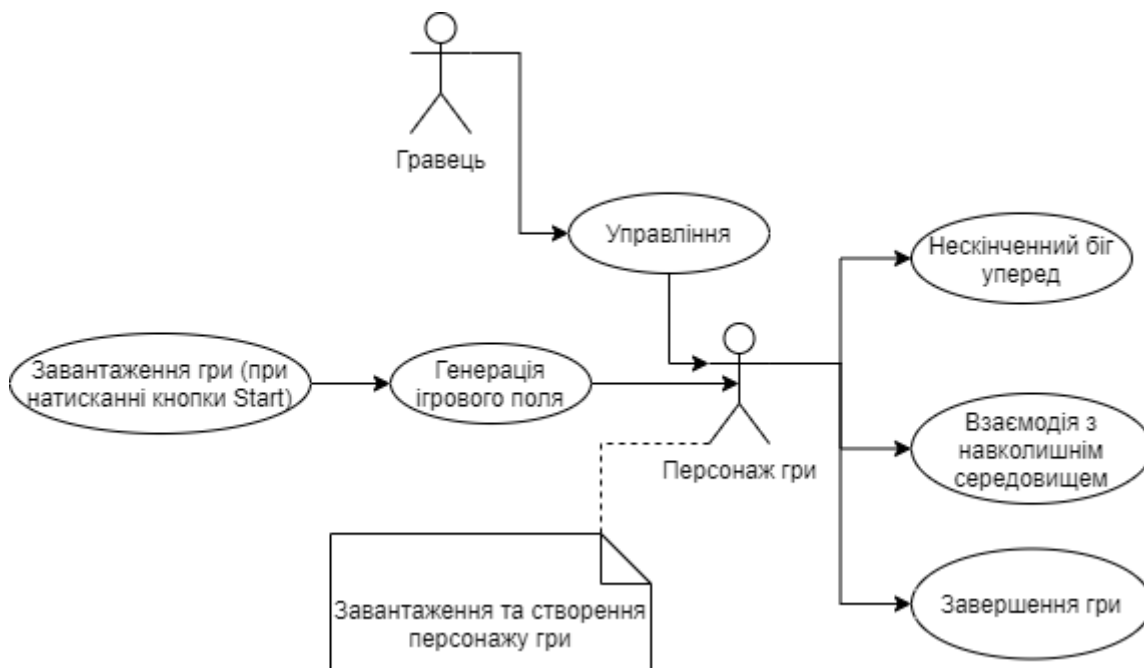 Гравець
Управління
Нескінченний біг
уперед
Завантаження гри (при
натисканні кнопки Start)
Генерація
ігрового поля
Персонаж гри
Взаємодія з
навколишнім
середовищем
Завантаження та створення
персонажу гри
Завершення гри